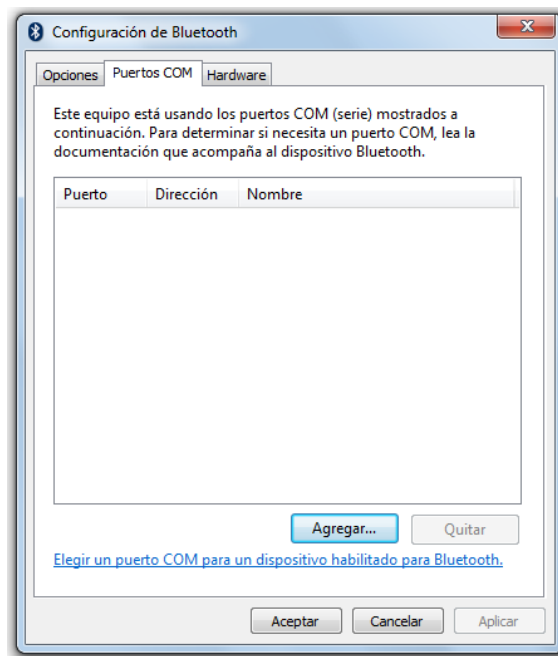 Configuración de Bluetooth
Opciones Puertos COM Hardware
Este equipo está usando los puertos COM (serie) mostrados a
continuación. Para determinar si necesita un puerto COM, lea la
documentación que acompaña al dispositivo Bluetooth.
Puerto Dirección Nombre
Agregar... Quitar
Elegir un puerto COM para un dispositivo habilitado para Bluetooth.
Aceptar Cancelar Aplicar